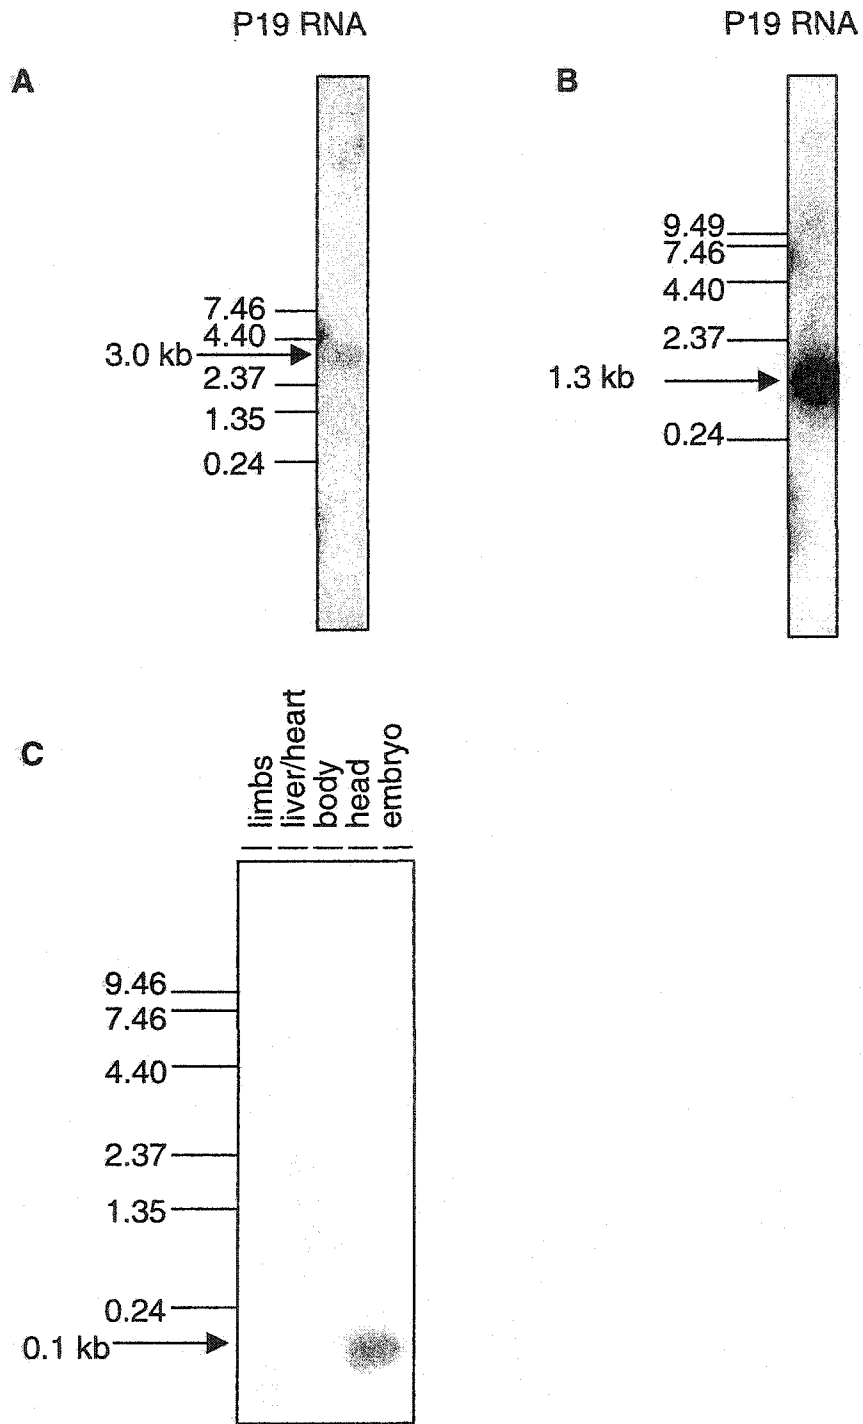 P19 RNA
A
7.46
4.40
3.0 kb
2.37
1.35
0.24
P19 RNA
B
9.49
7.46
4.40
2.37
1.3 kb
0.24
C
limbs
liver/heart
body
head
embryo
9.46
7.46
4.40
2.37
1.35
0.24
0.1 kb